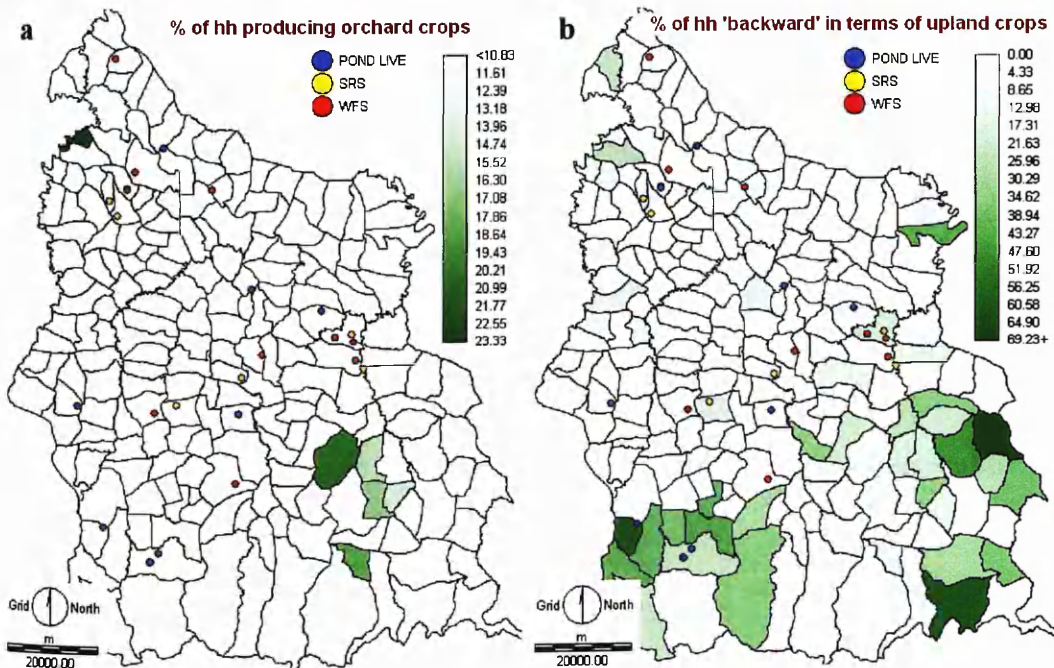 a
% of hh producing orchard crops
POND LIVE
SRS
WFS
<10.83
11.61
12.39
13.18
13.96
14.74
15.52
16.30
17.08
17.86
18.64
19.43
20.21
20.99
21.77
22.55
23.33
Grid North
m
20000.00
b
% of hh 'backward' in terms of upland crops
POND LIVE
SRS
WFS
0.00
4.33
8.65
12.98
17.31
21.63
25.96
30.29
34.62
38.94
43.27
47.60
51.92
56.25
60.58
64.90
69.23+
Grid North
m
20000.00